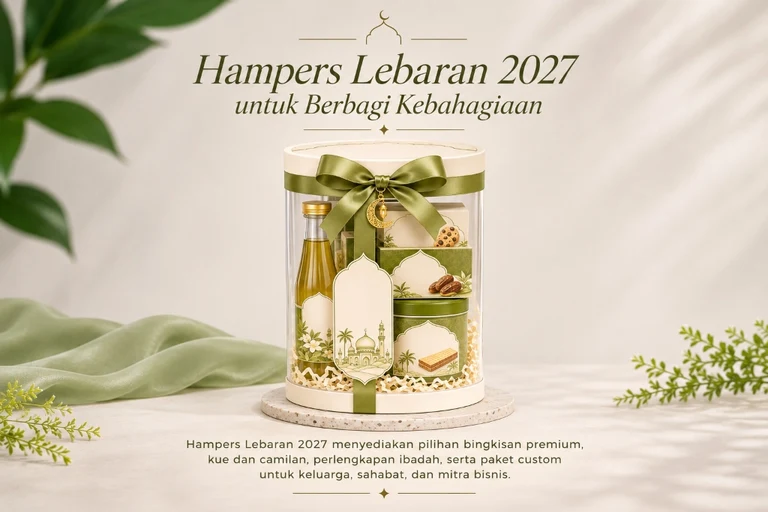 Hampers Lebaran 2027
untuk Berbagi Kebahagiaan
Hampers Lebaran 2027 menyediakan pilihan bingkisan premium,
kue dan camilan, perlengkapan ibadah, serta paket custom
untuk keluarga, sahabat, dan mitra bisnis.